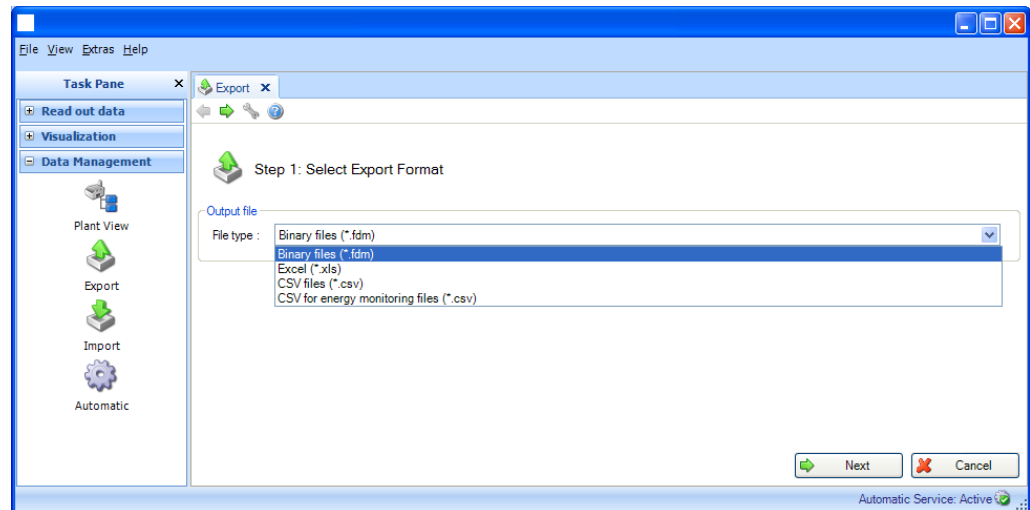 File View Extras Help
Task Pane
Export
Read out data
Visualization
Data Management
Plant View
Export
Import
Automatic
Step 1: Select Export Format
Output file
File type : Binary files (*.fdm)
Binary files (*.fdm)
Excel (*.xls)
CSV files (*.csv)
CSV for energy monitoring files (*.csv)
Next Cancel
Automatic Service: Active